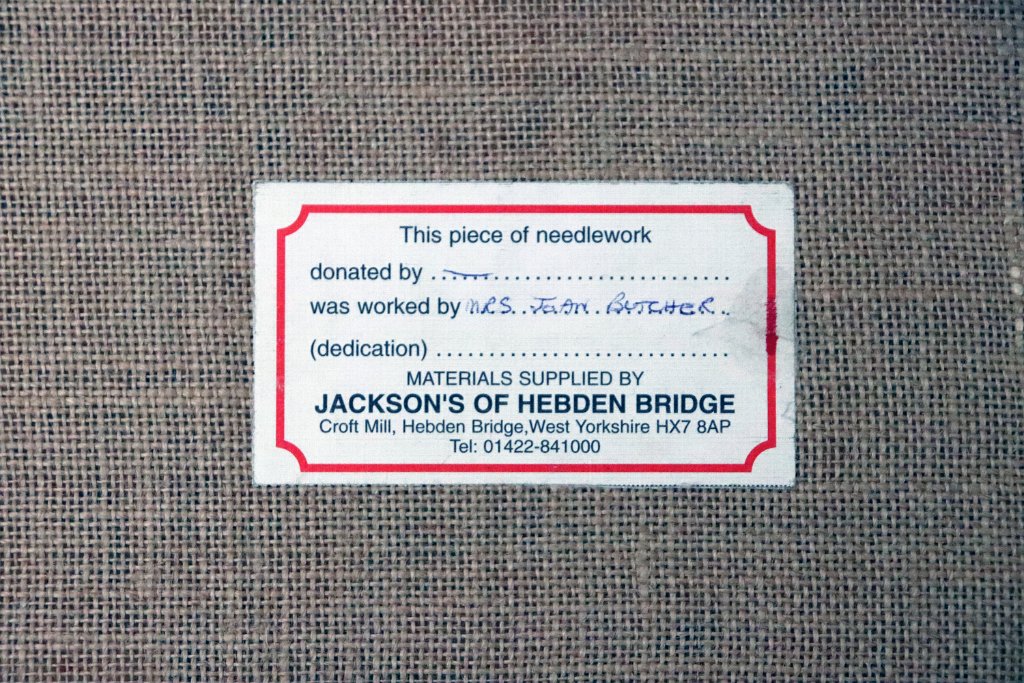 This piece of needlework
donated by ..............................
was worked by MRS. JEAN. BUTCHER..
(dedication) ............................
MATERIALS SUPPLIED BY
JACKSON'S OF HEBDEN BRIDGE
Croft Mill, Hebden Bridge,West Yorkshire HX7 8AP
Tel: 01422-841000